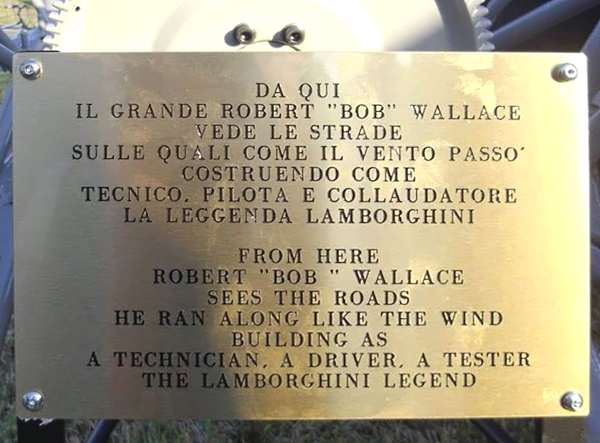 DA QUI
IL GRANDE ROBERT "BOB" WALLACE
VEDE LE STRADE
SULLE QUALI COME IL VENTO PASSO´
COSTRUENDO COME
TECNICO, PILOTA E COLLAUDATORE
LA LEGGENDA LAMBORGHINI
FROM HERE
ROBERT "BOB " WALLACE
SEES THE ROADS
HE RAN ALONG LIKE THE WIND
BUILDING AS
A TECHNICIAN, A DRIVER, A TESTER
THE LAMBORGHINI LEGEND